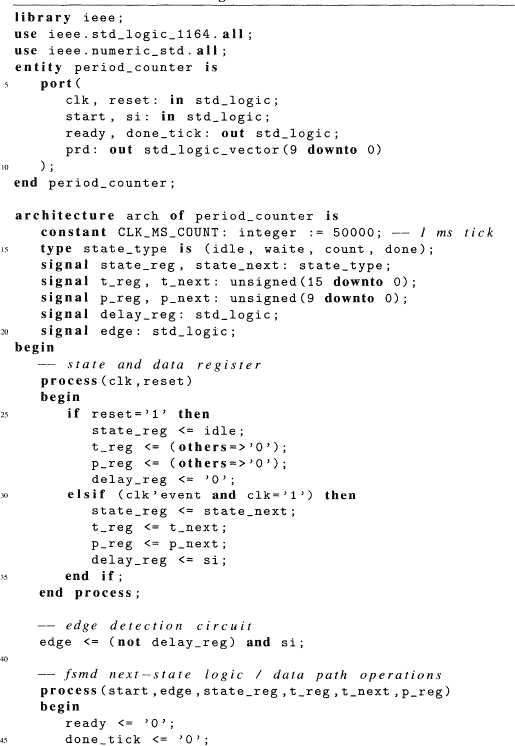 library ieee;
use ieee.std_logic_1164.all;
use ieee.numeric_std.all;
entity period_counter is
5 port(
clk, reset: in std_logic;
start, si: in std_logic;
ready, done_tick: out std_logic;
prd: out std_logic_vector(9 downto 0)
10 );
end period_counter;
architecture arch of period_counter is
constant CLK_MS_COUNT: integer := 50000; -- 1 ms tick
15 type state_type is (idle, waite, count, done);
signal state_reg, state_next: state_type;
signal t_reg, t_next: unsigned(15 downto 0);
signal p_reg, p_next: unsigned(9 downto 0);
signal delay_reg: std_logic;
20 signal edge: std_logic;
begin
-- state and data register
process(clk,reset)
begin
25 if reset='1' then
state_reg <= idle;
t_reg <= (others=>'0');
p_reg <= (others=>'0');
delay_reg <= '0';
30 elsif (clk'event and clk='1') then
state_reg <= state_next;
t_reg <= t_next;
p_reg <= p_next;
delay_reg <= si;
35 end if;
end process;
-- edge detection circuit
edge <= (not delay_reg) and si;
40
-- fsmd next-state logic / data path operations
process(start,edge,state_reg,t_reg,t_next,p_reg)
begin
ready <= '0';
45 done_tick <= '0';